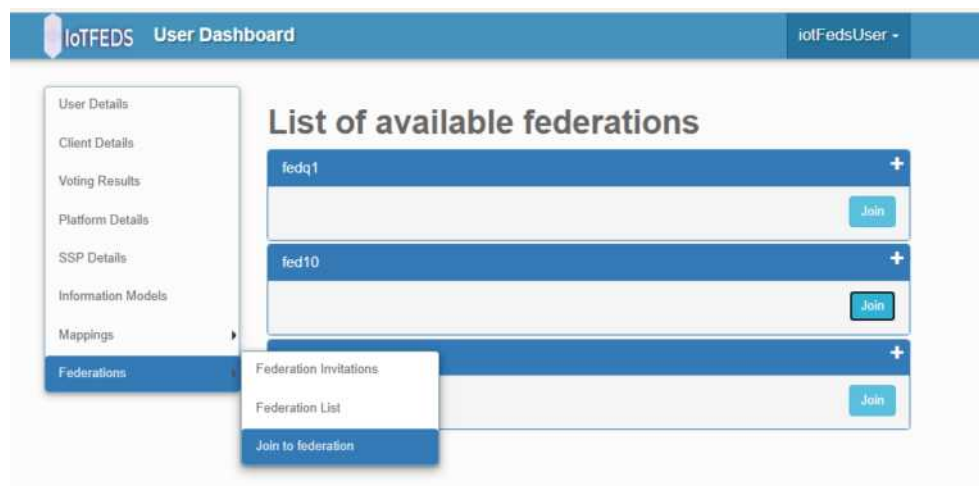 IoTFEDS User Dashboard
iotFedsUser
User Details
Client Details
Voting Results
Platform Details
SSP Details
Information Models
Mappings
Federations
List of available federations
fedq1
Join
fed10
Join
Join
Federation Invitations
Federation List
Join to federation